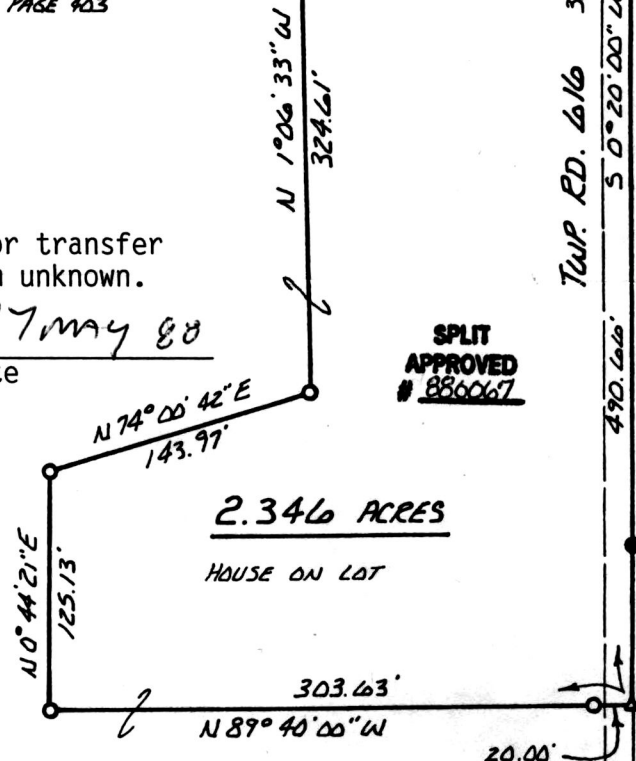 PAGE 403
N 1°06'33" W
324.61'
TWP. RD. 616
S 0°20'00" W
490.66'
or transfer
unknown.
7 MAY 88
SPLIT
APPROVED
# 886067
N 74°00'42" E
143.97'
2.346 ACRES
HOUSE ON LOT
N 0°44'21" E
125.13'
303.63'
N 89°40'00" W
20.00'